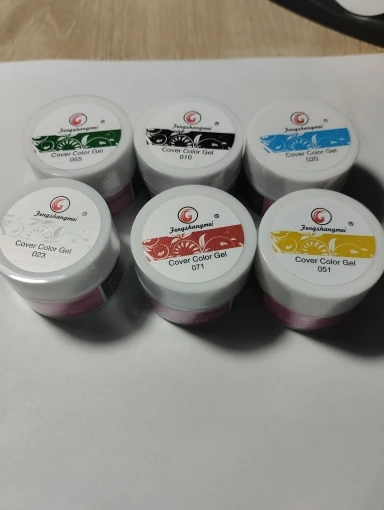 Fengshangmei
®
Cover Color Gel
055
Fengshangmei
®
Cover Color Gel
010
Fengshangmei
®
Cover Color Gel
020
Fengshangmei
®
Cover Color Gel
023
Fengshangmei
®
Cover Color Gel
071
Fengshangmei
®
Cover Color Gel
051